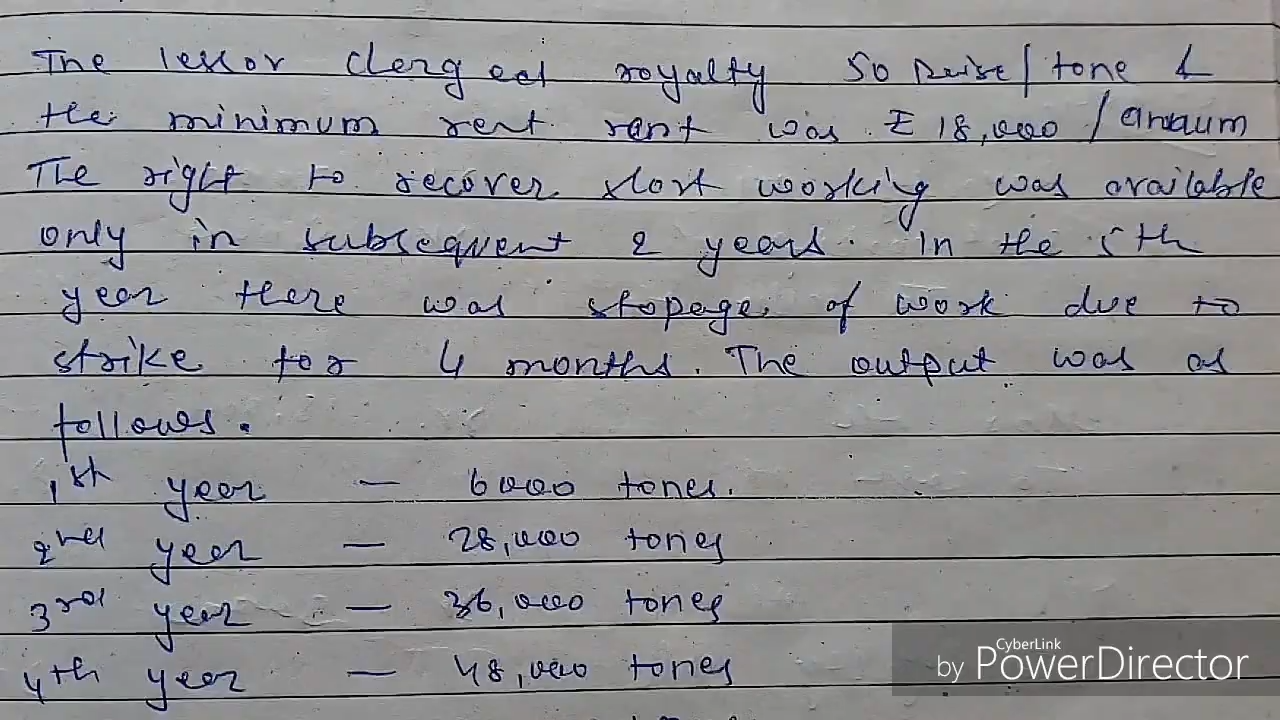 The lessor cherged royalty 50 Paise/tone &
the minimum rent rent was ₹ 18,000 / annum
The right to recover short working was available
only in subsequent 2 years. In the 5th
year there was stopage of work due to
strike for 4 months. The output was as
follows.
1st year – 6000 tones.
2nd year – 28,000 tones
3rd year – 36,000 tones
4th year – 48,000 tones
CyberLink
by PowerDirector